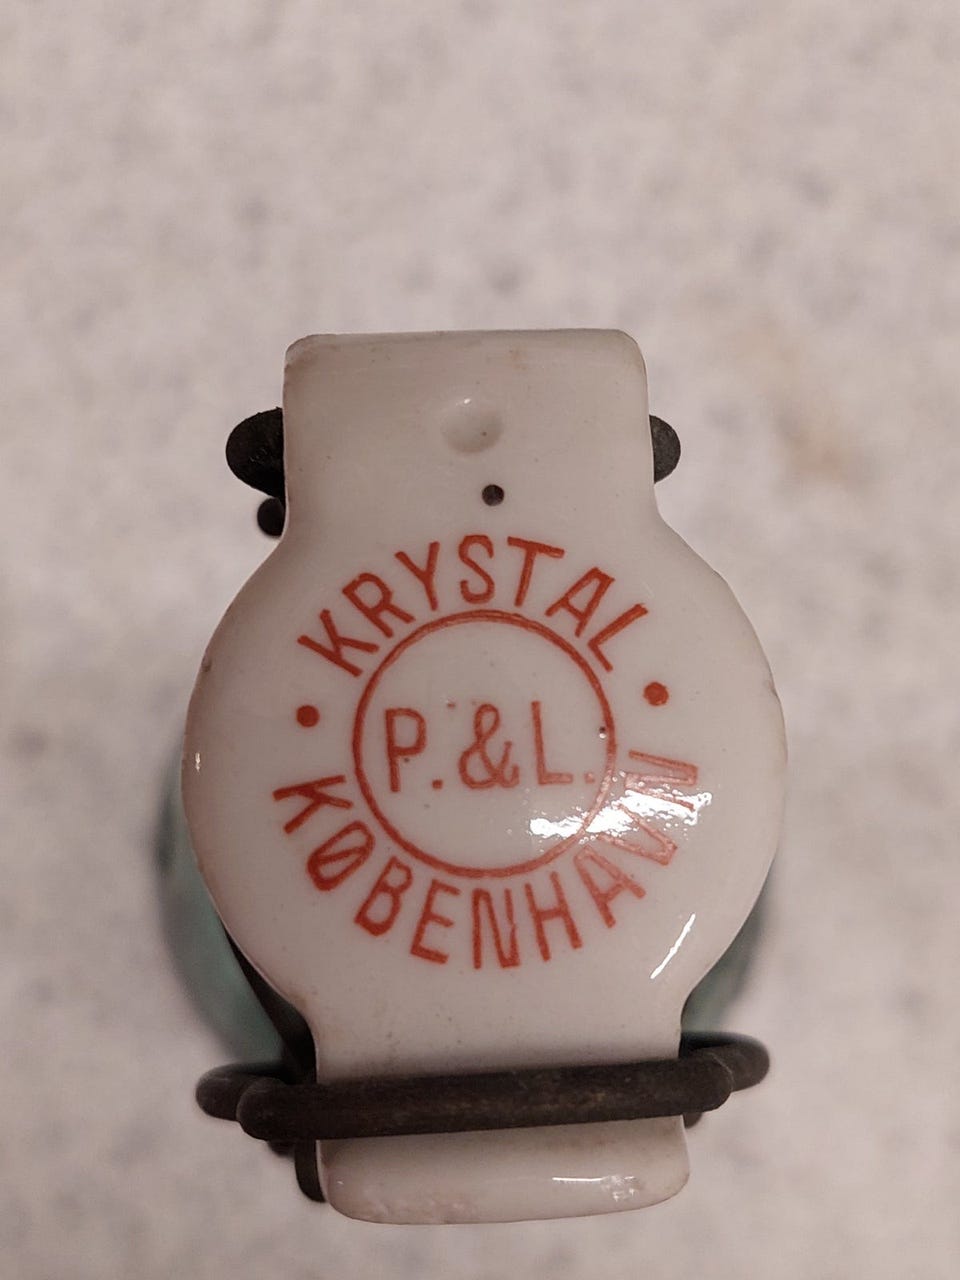 KRYSTAL
P. & L.
KØBENHAVN